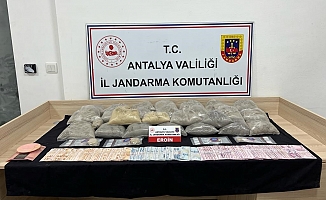 T.C.
ANTALYA VALİLİĞİ
İL JANDARMA KOMUTANLIĞI
EROİN